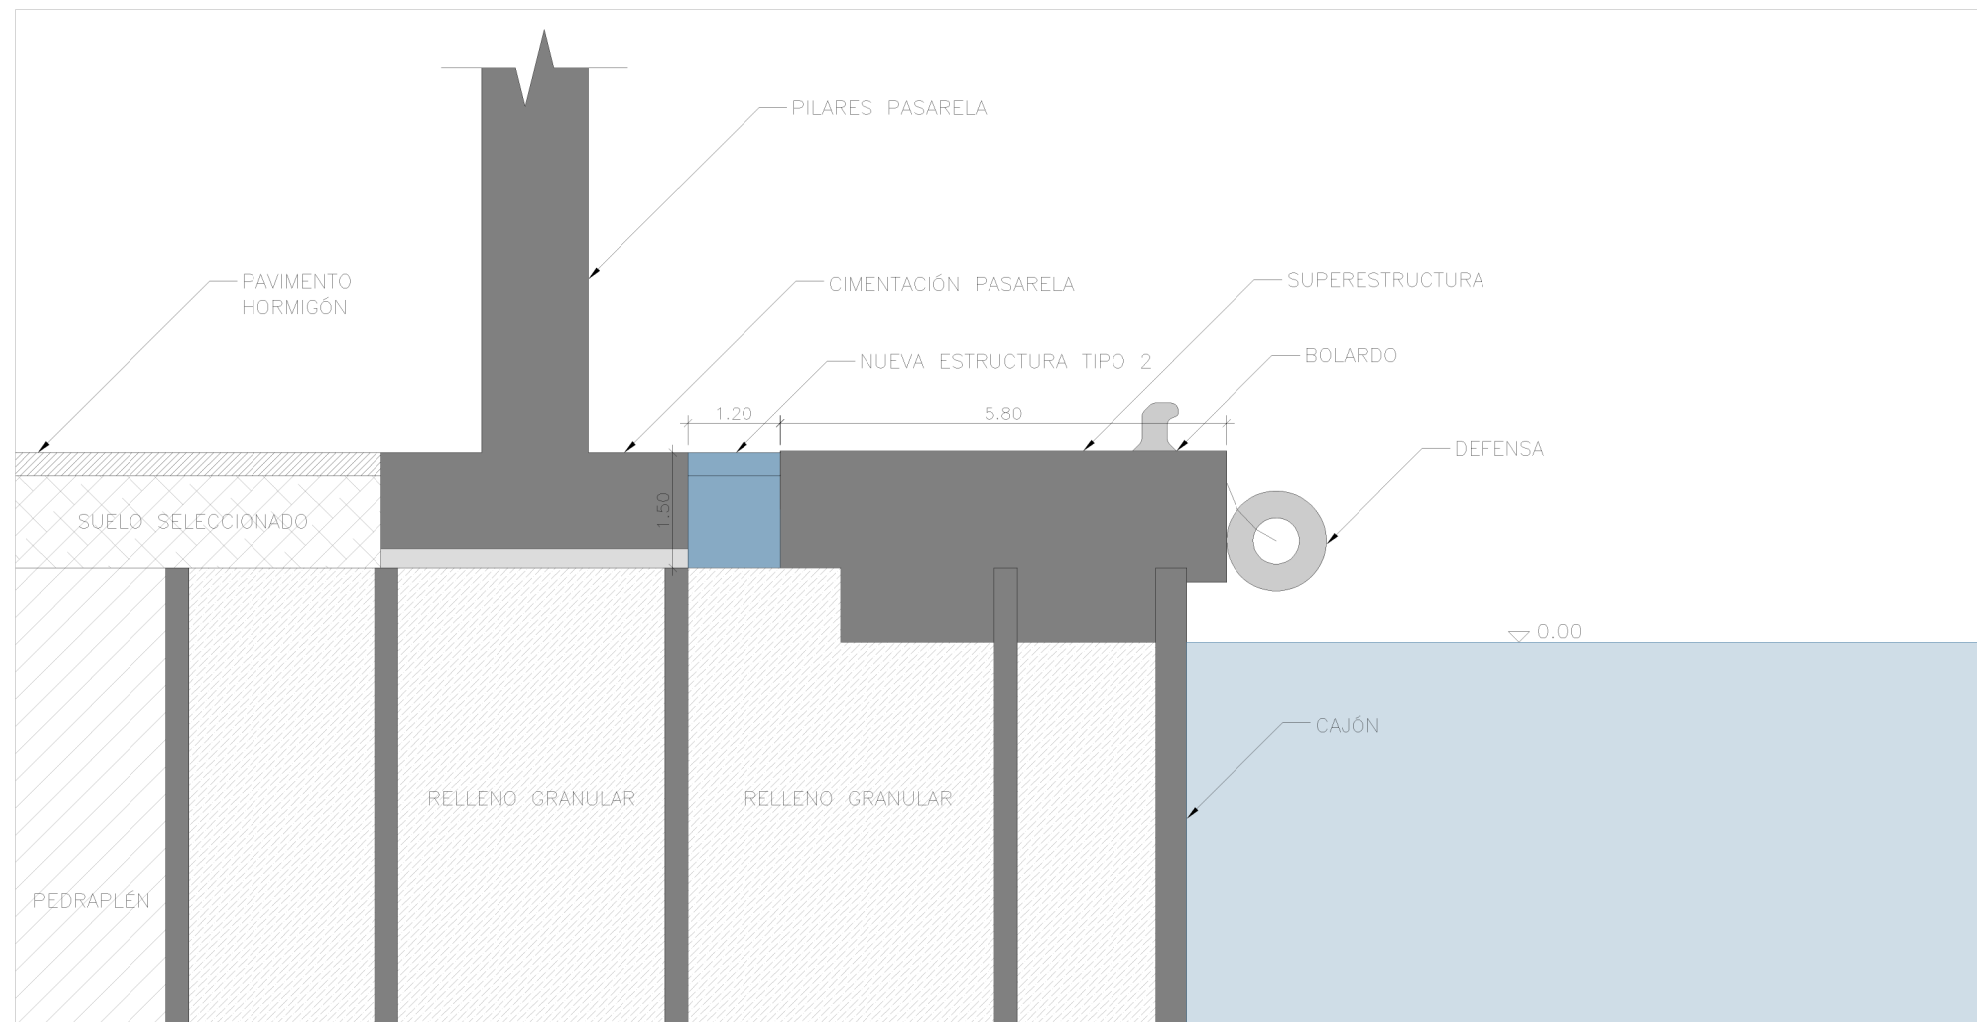 PILARES PASARELA
PAVIMENTO
HORMIGÓN
CIMENTACIÓN PASARELA
SUPERESTRUCTURA
NUEVA ESTRUCTURA TIPO 2
BOLARDO
1.20
5.80
DEFENSA
1.50
SUELO SELECCIONADO
0.00
CAJÓN
RELLENO GRANULAR
RELLENO GRANULAR
PEDRAPLÉN